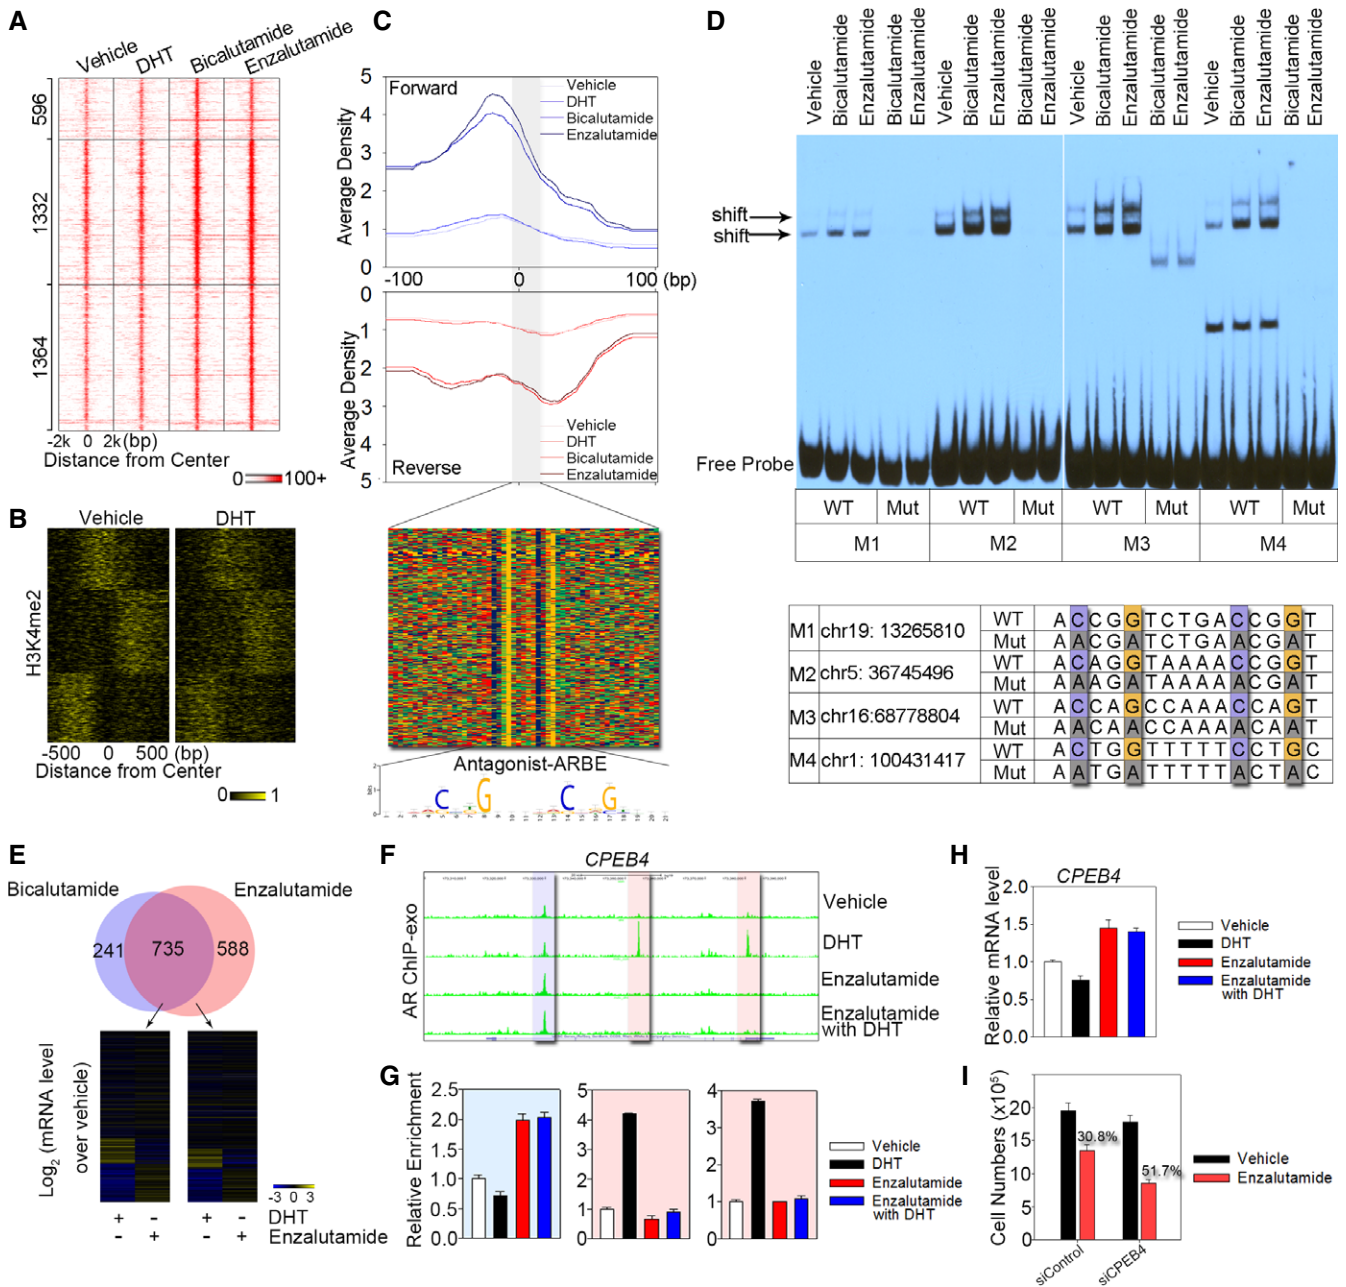 A
Vehicle
DHT
Bicalutamide
Enzalutamide
596
1332
1364
-2k 0 2k (bp)
Distance from Center
0 100+
B
Vehicle DHT
H3K4me2
-500 0 500 (bp)
Distance from Center
0 1
C
Forward
Vehicle
DHT
Bicalutamide
Enzalutamide
Average Density
5
4
3
2
1
0
-100 0 100 (bp)
0
1
2
3
4
5
Average Density
Vehicle
DHT
Bicalutamide
Enzalutamide
Reverse
Antagonist-ARBE
bits
C G C G
D
Vehicle
Bicalutamide
Enzalutamide
Bicalutamide
Enzalutamide
Vehicle
Bicalutamide
Enzalutamide
Bicalutamide
Enzalutamide
Vehicle
Bicalutamide
Enzalutamide
Bicalutamide
Enzalutamide
Vehicle
Bicalutamide
Enzalutamide
Bicalutamide
Enzalutamide
shift
shift
Free Probe
WT Mut WT Mut WT Mut WT Mut
M1 M2 M3 M4
M1 chr19: 13265810 WT A C C G G T C T G A C C G G T
Mut A A C G A T C T G A A C G A T
M2 chr5: 36745496 WT A C A G G T A A A A C C G G T
Mut A A A G A T A A A A A C G A T
M3 chr16:68778804 WT A C C A G C C A A A C C A G T
Mut A A C A A C C A A A A C A A T
M4 chr1: 100431417 WT A C T G G T T T T T C C T G C
Mut A A T G A T T T T T A C T A C
E
Bicalutamide Enzalutamide
241 735 588
Log2 (mRNA level over vehicle)
-3 0 3
+ - + - DHT
- + - + Enzalutamide
F
CPEB4
AR ChIP-exo
Vehicle
DHT
Enzalutamide
Enzalutamide
with DHT
G
Relative Enrichment
2.5
2.0
1.5
1.0
0.5
0.0
5
4
3
2
1
0
4
3
2
1
0
Vehicle
DHT
Enzalutamide
Enzalutamide
with DHT
H
CPEB4
Relative mRNA level
2.0
1.5
1.0
0.5
0.0
Vehicle
DHT
Enzalutamide
Enzalutamide
with DHT
I
Cell Numbers (x10⁵)
20
15
10
5
0
30.8%
51.7%
siControl
siCPEB4
Vehicle
Enzalutamide